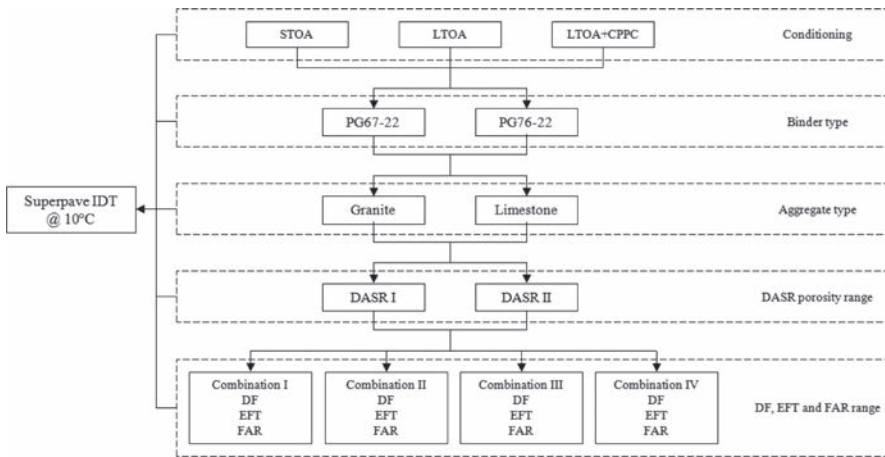 STOA
LTOA
LTOA+CPPC
Conditioning
PG67-22
PG76-22
Binder type
Superpave IDT
@ 10°C
Granite
Limestone
Aggregate type
DASR I
DASR II
DASR porosity range
Combination I
DF
EFT
FAR
Combination II
DF
EFT
FAR
Combination III
DF
EFT
FAR
Combination IV
DF
EFT
FAR
DF, EFT and FAR range